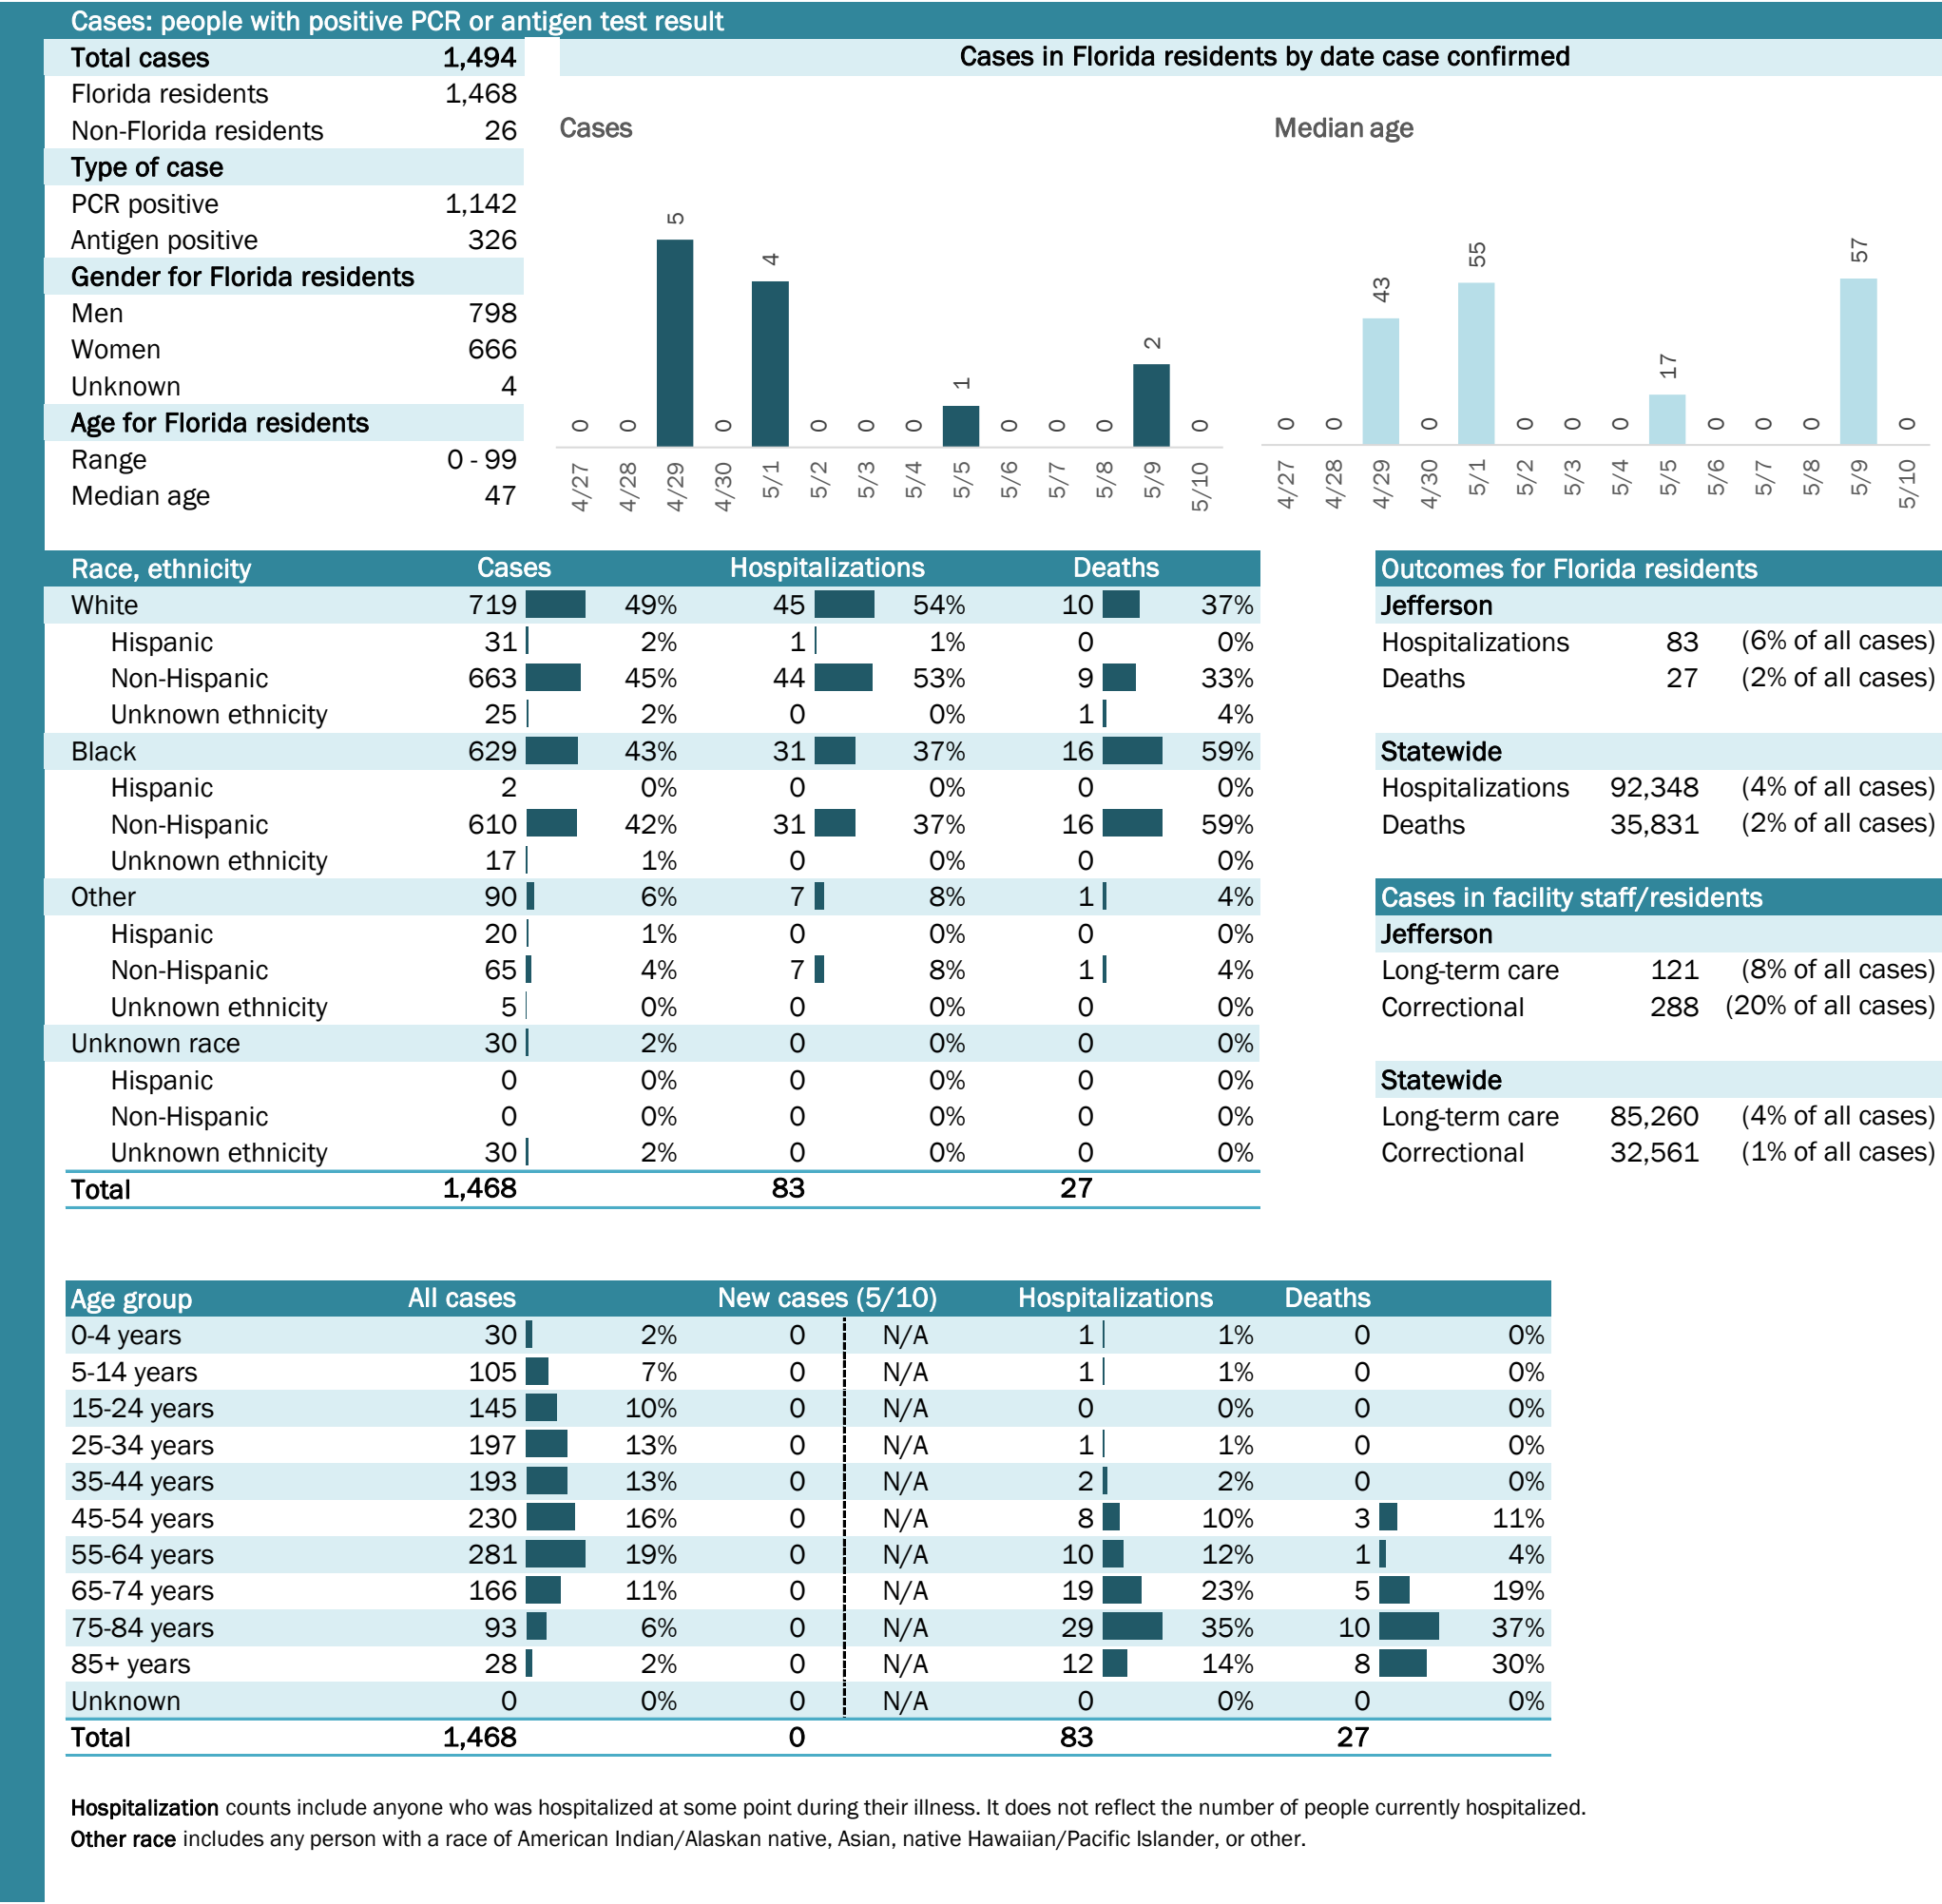 Cases: people with positive PCR or antigen test result
Total cases 1,494
Florida residents 1,468
Non-Florida residents 26
Type of case
PCR positive 1,142
Antigen positive 326
Gender for Florida residents
Men 798
Women 666
Unknown 4
Age for Florida residents
Range 0 - 99
Median age 47
Cases in Florida residents by date case confirmed
Cases
0 0 5 0 4 0 0 0 1 0 0 0 2 0
4/27 4/28 4/29 4/30 5/1 5/2 5/3 5/4 5/5 5/6 5/7 5/8 5/9 5/10
Median age
0 0 43 0 55 0 0 0 17 0 0 0 57 0
4/27 4/28 4/29 4/30 5/1 5/2 5/3 5/4 5/5 5/6 5/7 5/8 5/9 5/10
Race, ethnicity Cases Hospitalizations Deaths
White 719 49% 45 54% 10 37%
Hispanic 31 2% 1 1% 0 0%
Non-Hispanic 663 45% 44 53% 9 33%
Unknown ethnicity 25 2% 0 0% 1 4%
Black 629 43% 31 37% 16 59%
Hispanic 2 0% 0 0% 0 0%
Non-Hispanic 610 42% 31 37% 16 59%
Unknown ethnicity 17 1% 0 0% 0 0%
Other 90 6% 7 8% 1 4%
Hispanic 20 1% 0 0% 0 0%
Non-Hispanic 65 4% 7 8% 1 4%
Unknown ethnicity 5 0% 0 0% 0 0%
Unknown race 30 2% 0 0% 0 0%
Hispanic 0 0% 0 0% 0 0%
Non-Hispanic 0 0% 0 0% 0 0%
Unknown ethnicity 30 2% 0 0% 0 0%
Total 1,468 83 27
Outcomes for Florida residents
Jefferson
Hospitalizations 83 (6% of all cases)
Deaths 27 (2% of all cases)
Statewide
Hospitalizations 92,348 (4% of all cases)
Deaths 35,831 (2% of all cases)
Cases in facility staff/residents
Jefferson
Long-term care 121 (8% of all cases)
Correctional 288 (20% of all cases)
Statewide
Long-term care 85,260 (4% of all cases)
Correctional 32,561 (1% of all cases)
Age group All cases New cases (5/10) Hospitalizations Deaths
0-4 years 30 2% 0 N/A 1 1% 0 0%
5-14 years 105 7% 0 N/A 1 1% 0 0%
15-24 years 145 10% 0 N/A 0 0% 0 0%
25-34 years 197 13% 0 N/A 1 1% 0 0%
35-44 years 193 13% 0 N/A 2 2% 0 0%
45-54 years 230 16% 0 N/A 8 10% 3 11%
55-64 years 281 19% 0 N/A 10 12% 1 4%
65-74 years 166 11% 0 N/A 19 23% 5 19%
75-84 years 93 6% 0 N/A 29 35% 10 37%
85+ years 28 2% 0 N/A 12 14% 8 30%
Unknown 0 0% 0 N/A 0 0% 0 0%
Total 1,468 0 83 27
Hospitalization counts include anyone who was hospitalized at some point during their illness. It does not reflect the number of people currently hospitalized.
Other race includes any person with a race of American Indian/Alaskan native, Asian, native Hawaiian/Pacific Islander, or other.